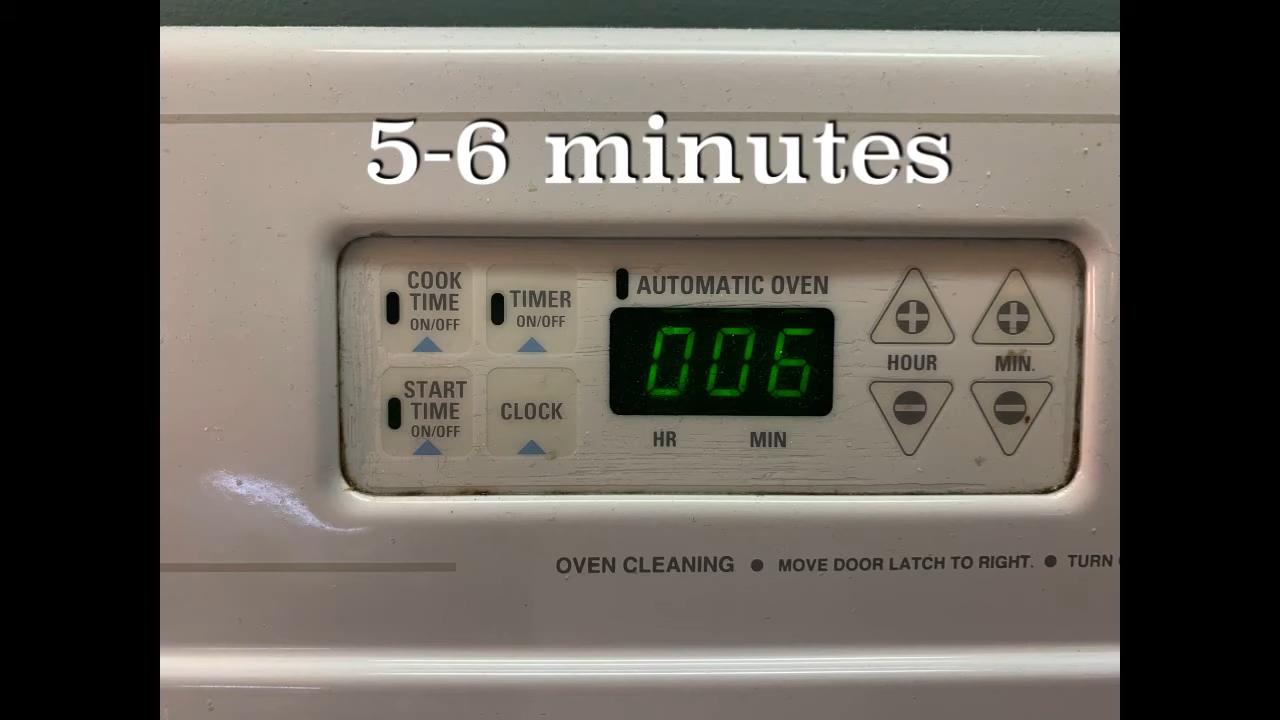 5-6 minutes
COOK
TIME
ON/OFF
TIMER
ON/OFF
AUTOMATIC OVEN
006
HR MIN
HOUR
MIN.
START
TIME
ON/OFF
CLOCK
OVEN CLEANING ● MOVE DOOR LATCH TO RIGHT. ● TURN